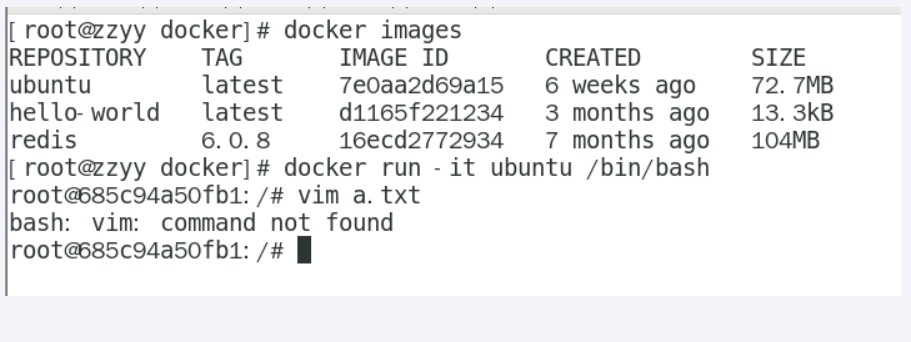 [root@zzyy docker]# docker images
REPOSITORY    TAG       IMAGE ID       CREATED        SIZE
ubuntu        latest    7e0aa2d69a15   6 weeks ago    72.7MB
hello-world   latest    d1165f221234   3 months ago   13.3kB
redis         6.0.8     16ecd2772934   7 months ago   104MB
[root@zzyy docker]# docker run -it ubuntu /bin/bash
root@685c94a50fb1:/# vim a.txt
bash: vim: command not found
root@685c94a50fb1:/#